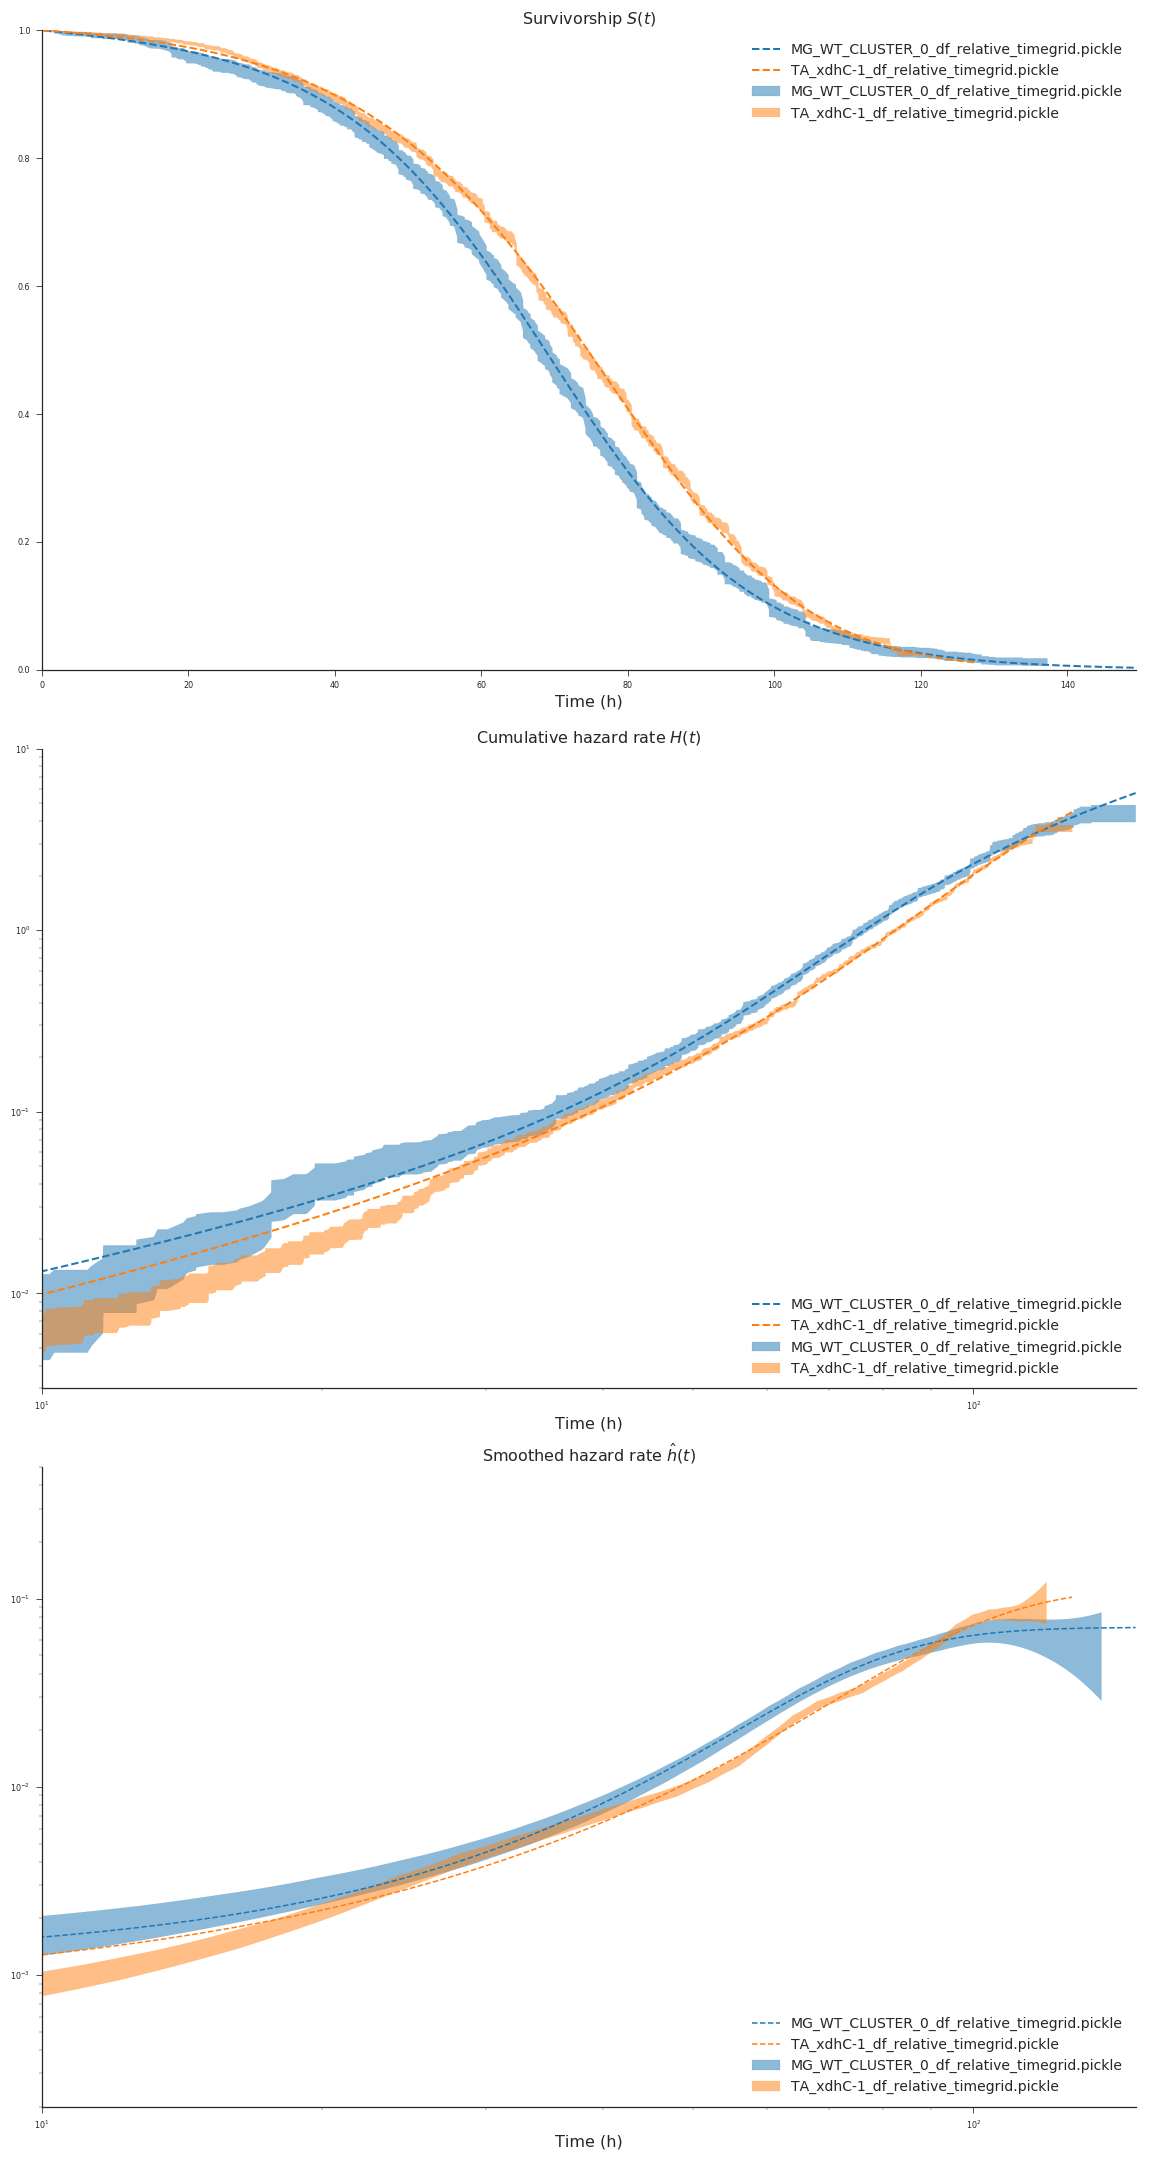 Survivorship S(t)
1.0
0.8
0.6
0.4
0.2
0.0
MG_WT_CLUSTER_0_df_relative_timegrid.pickle
TA_xdhC-1_df_relative_timegrid.pickle
MG_WT_CLUSTER_0_df_relative_timegrid.pickle
TA_xdhC-1_df_relative_timegrid.pickle
0 20 40 60 80 100 120 140
Time (h)
Cumulative hazard rate H(t)
10¹
10⁰
10⁻¹
10⁻²
MG_WT_CLUSTER_0_df_relative_timegrid.pickle
TA_xdhC-1_df_relative_timegrid.pickle
MG_WT_CLUSTER_0_df_relative_timegrid.pickle
TA_xdhC-1_df_relative_timegrid.pickle
10¹ 10²
Time (h)
Smoothed hazard rate ĥ(t)
10⁻¹
10⁻²
10⁻³
MG_WT_CLUSTER_0_df_relative_timegrid.pickle
TA_xdhC-1_df_relative_timegrid.pickle
MG_WT_CLUSTER_0_df_relative_timegrid.pickle
TA_xdhC-1_df_relative_timegrid.pickle
10¹ 10²
Time (h)